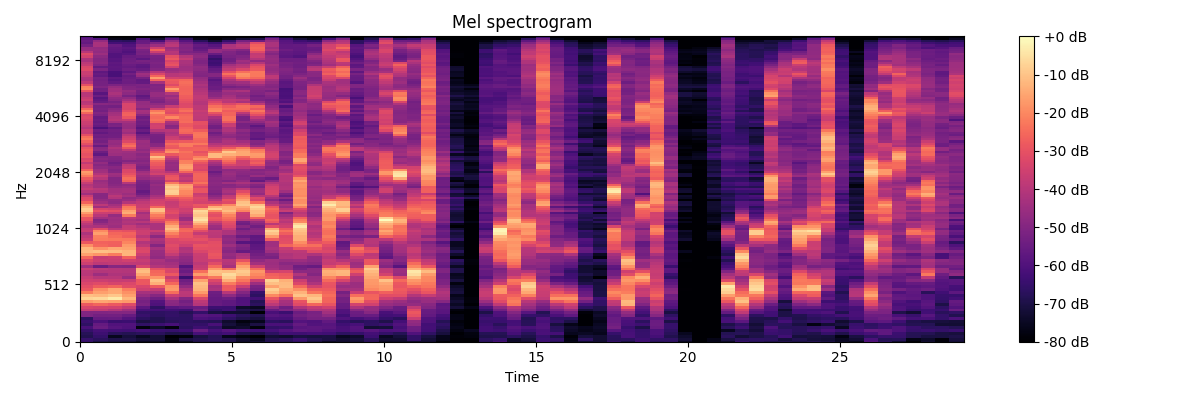 Mel spectrogram
8192
4096
2048
1024
512
0
Hz
0 5 10 15 20 25
Time
+0 dB
-10 dB
-20 dB
-30 dB
-40 dB
-50 dB
-60 dB
-70 dB
-80 dB